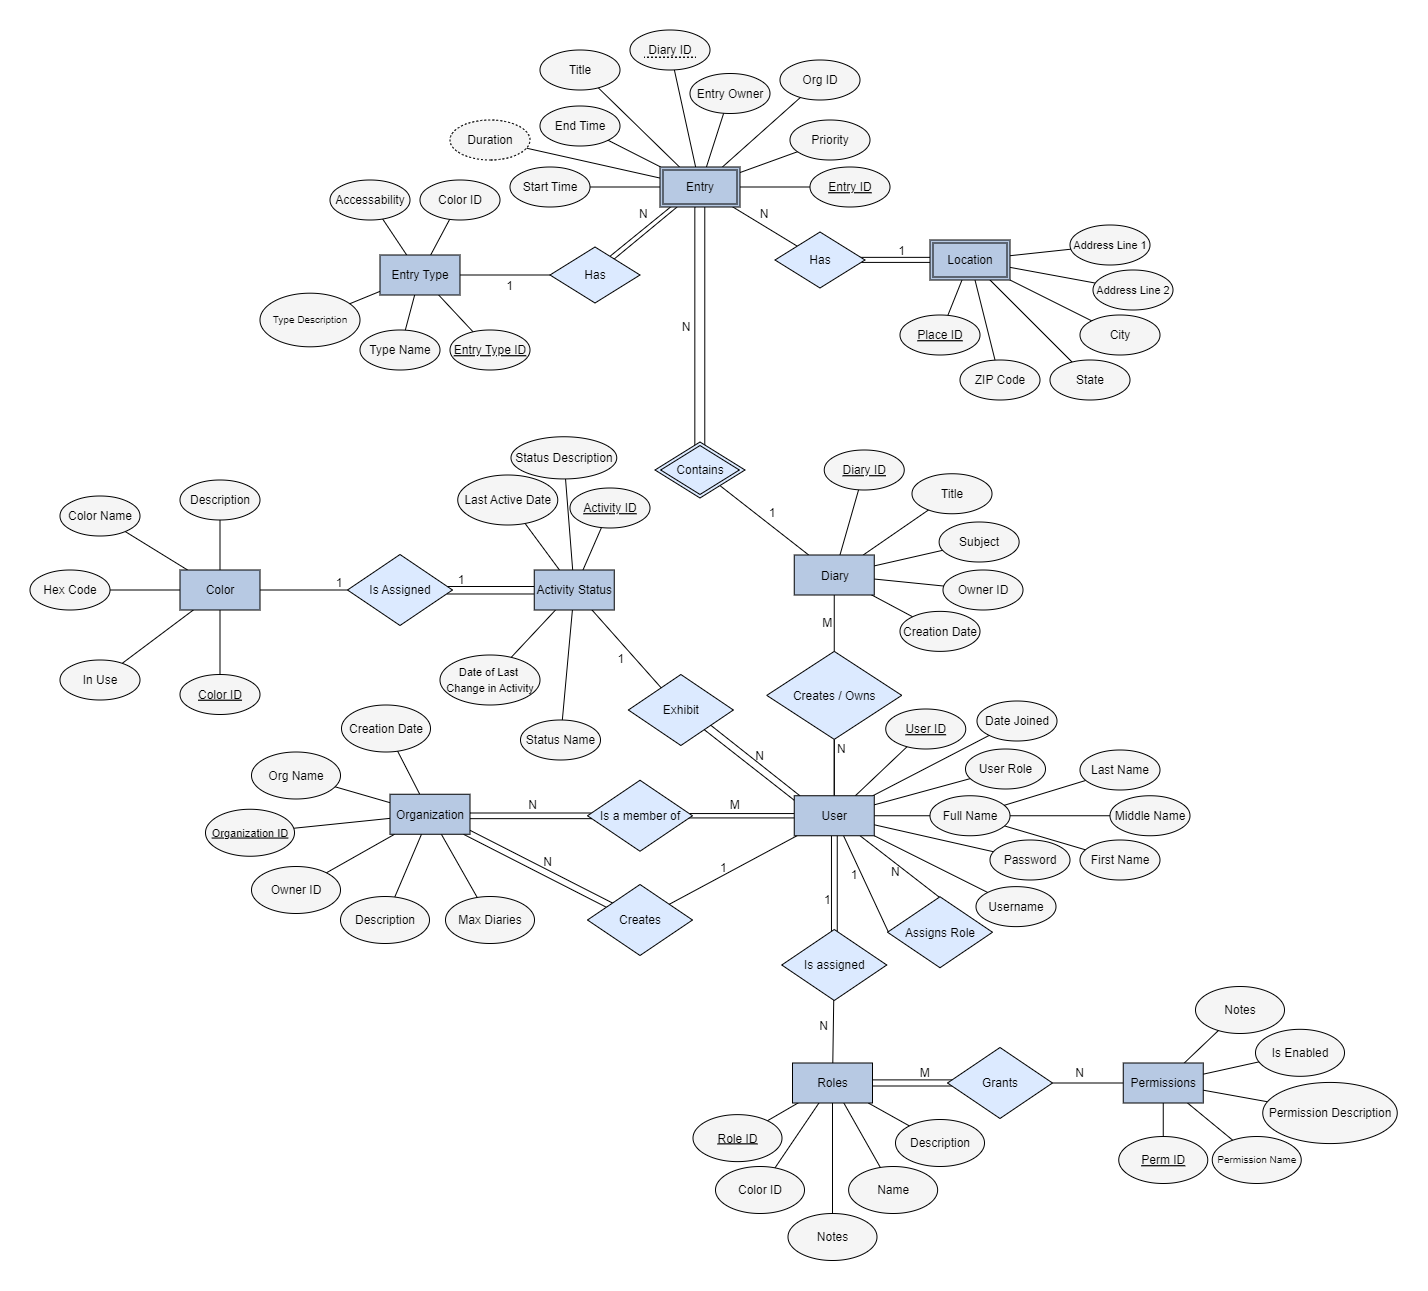 Diary ID
Title
Org ID
Entry Owner
End Time
Duration
Priority
Start Time
Entry
Entry ID
Accessability
Color ID
N
N
Address Line 1
Has
1
Location
Entry Type
1
Has
Address Line 2
Type Description
Type Name
Entry Type ID
N
Place ID
City
ZIP Code
State
Status Description
Contains
Diary ID
Last Active Date
Activity ID
Title
Description
Color Name
1
Subject
Hex Code
Color
1
Is Assigned
1
Activity Status
Diary
Owner ID
M
Creation Date
In Use
Color ID
Date of Last
Change in Activity
1
Exhibit
Creates / Owns
Status Name
N
N
User ID
Date Joined
Creation Date
Org Name
User Role
Last Name
Organization
N
Is a member of
M
User
Full Name
Middle Name
Organization ID
Password
First Name
N
1
1
N
Owner ID
1
Username
Description
Max Diaries
Creates
Assigns Role
Is assigned
N
Notes
Is Enabled
Roles
M
Grants
N
Permissions
Permission Description
Role ID
Description
Perm ID
Permission Name
Color ID
Name
Notes